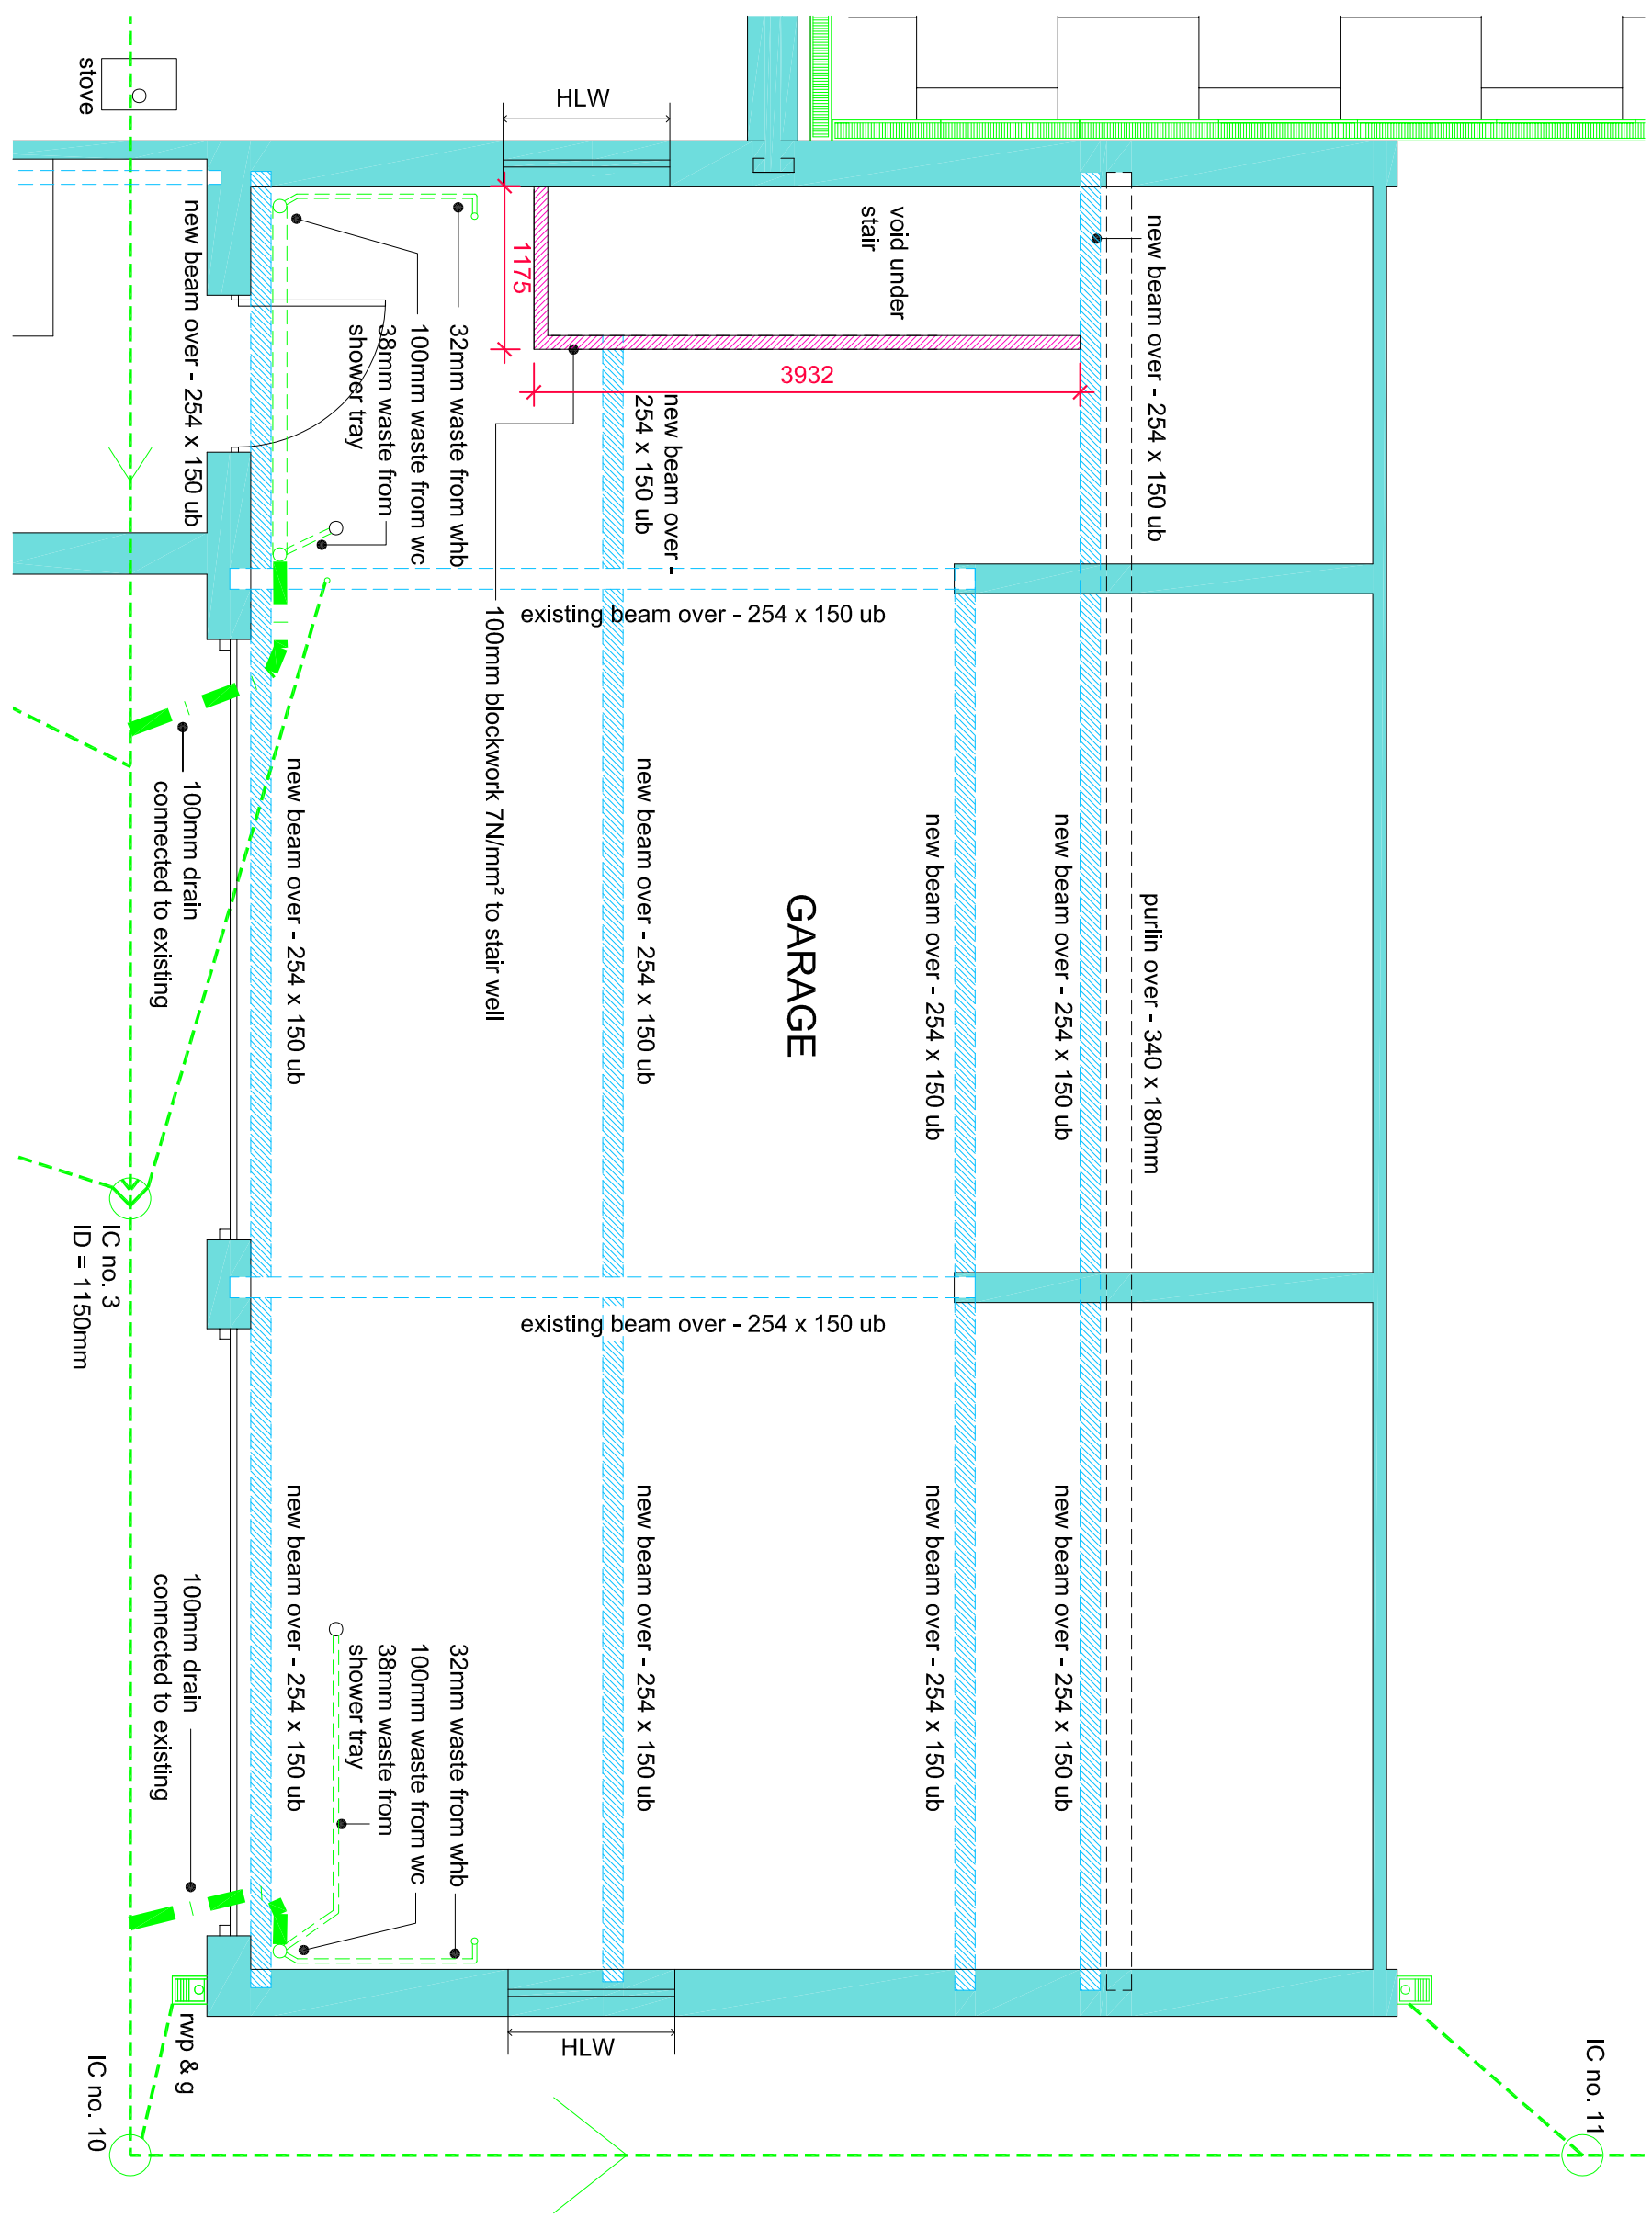 stove
HLW
new beam over - 254 x 150 ub
void under
stair
new beam over - 254 x 150 ub
1175
3932
32mm waste from whb
100mm waste from wc
38mm waste from
shower tray
new beam over -
254 x 150 ub
existing beam over - 254 x 150 ub
100mm blockwork 7N/mm² to stair well
100mm drain
connected to existing
new beam over - 254 x 150 ub
new beam over - 254 x 150 ub
GARAGE
new beam over - 254 x 150 ub
new beam over - 254 x 150 ub
purlin over - 340 x 180mm
IC no. 3
ID = 1150mm
existing beam over - 254 x 150 ub
new beam over - 254 x 150 ub
new beam over - 254 x 150 ub
new beam over - 254 x 150 ub
new beam over - 254 x 150 ub
100mm drain
connected to existing
32mm waste from whb
100mm waste from wc
38mm waste from
shower tray
rwp & g
HLW
IC no. 10
IC no. 11